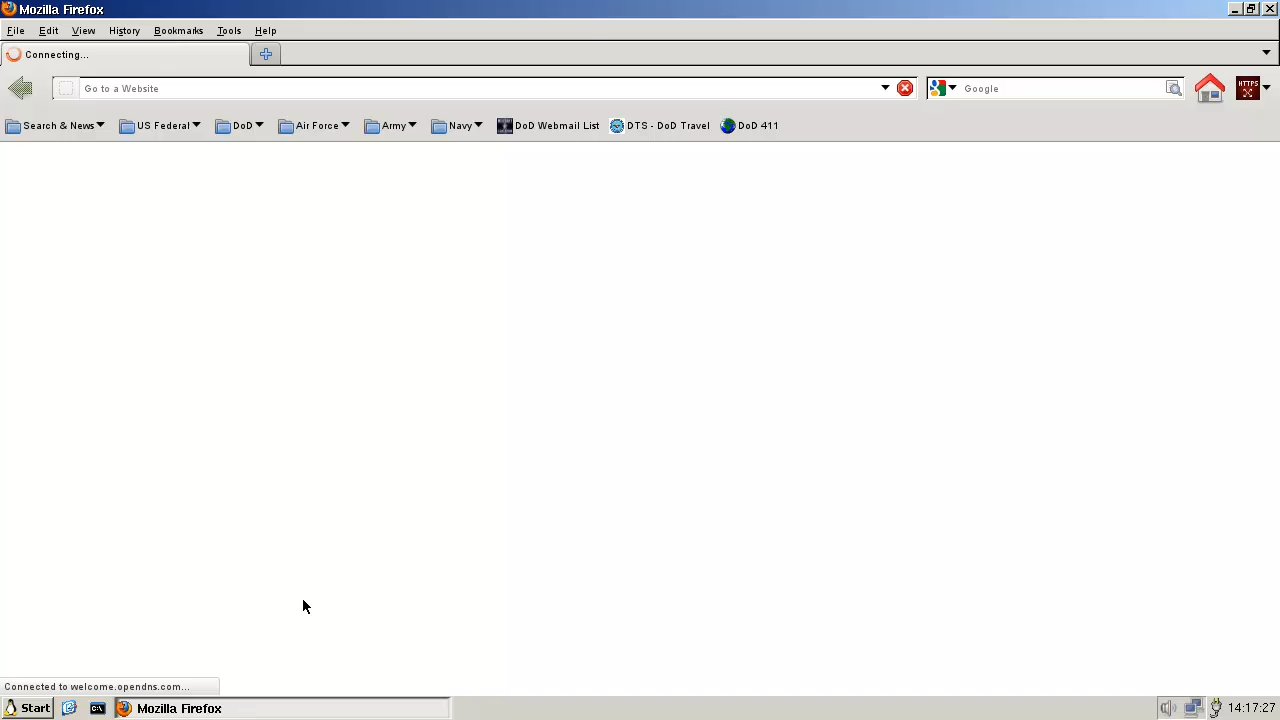 Mozilla Firefox
File Edit View History Bookmarks Tools Help
Connecting...
Go to a Website
Google
HTTPS
Search & News US Federal DoD Air Force Army Navy DoD Webmail List DTS - DoD Travel DoD 411
Connected to welcome.opendns.com...
Start C:\ Mozilla Firefox 14:17:27